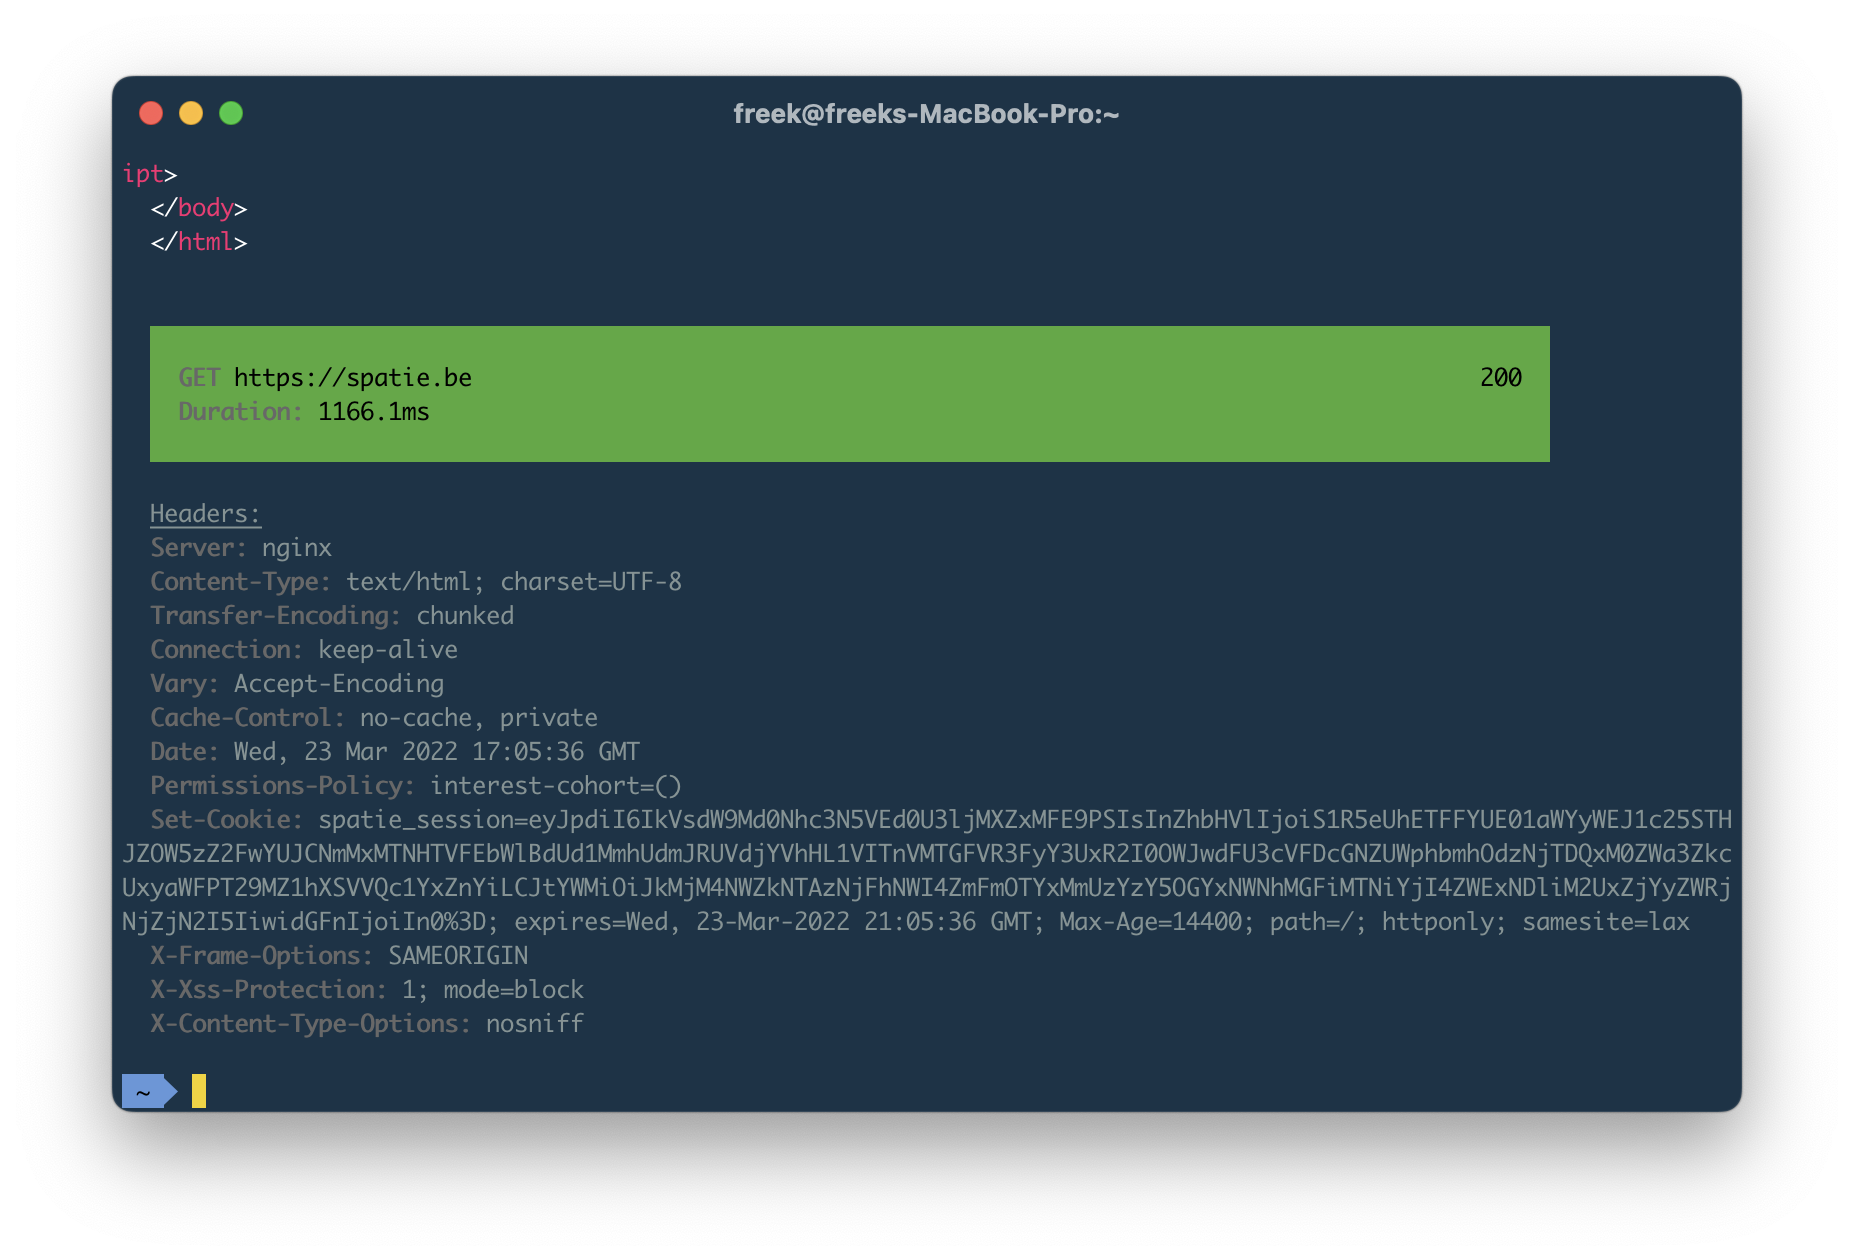 freek@freeks-MacBook-Pro:~
ipt>
</body>
</html>
GET https://spatie.be 200
Duration: 1166.1ms
Headers:
Server: nginx
Content-Type: text/html; charset=UTF-8
Transfer-Encoding: chunked
Connection: keep-alive
Vary: Accept-Encoding
Cache-Control: no-cache, private
Date: Wed, 23 Mar 2022 17:05:36 GMT
Permissions-Policy: interest-cohort=()
Set-Cookie: spatie_session=eyJpdiI6IkVsdW9Md0Nhc3N5VEd0U3ljMXZxMFE9PSIsInZhbHVlIjoiS1R5eUhETFFYUE01aWYyWEJ1c25STH
JZOW5zZ2FwYUJCNmMxMTNHTVFEbWlBdUd1MmhUdmJRUVdjYVhHL1VITnVMTGFVR3FyY3UxR2I0OWJwdFU3cVFDcGNZUWphbmhOdzNjTDQxM0ZWa3Zkc
UxyaWFPT29MZ1hXSVVQc1YxZnYiLCJtYWMiOiJkMjM4NWZkNTAzNjFhNWI4ZmFmOTYxMmUzYzY5OGYxNWNhMGFiMTNiYjI4ZWExNDliM2UxZjYyZWRj
NjZjN2I5IiwidGFnIjoiIn0%3D; expires=Wed, 23-Mar-2022 21:05:36 GMT; Max-Age=14400; path=/; httponly; samesite=lax
X-Frame-Options: SAMEORIGIN
X-Xss-Protection: 1; mode=block
X-Content-Type-Options: nosniff
~